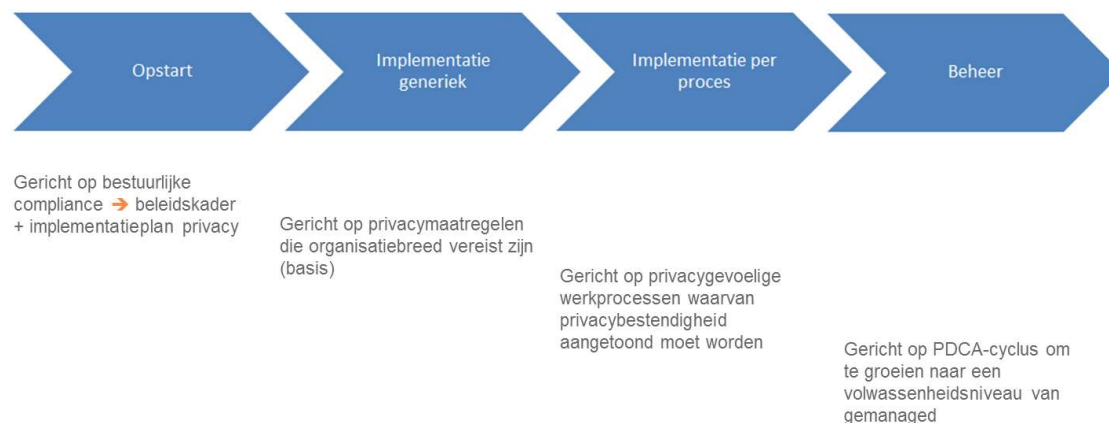 Opstart
Implementatie
generiek
Implementatie per
proces
Beheer
Gericht op bestuurlijke
compliance ➔ beleidskader
+ implementatieplan privacy
Gericht op privacymaatregelen
die organisatiebreed vereist zijn
(basis)
Gericht op privacygevoelige
werkprocessen waarvan
privacybestendigheid
aangetoond moet worden
Gericht op PDCA-cyclus om
te groeien naar een
volwassenheidsniveau van
gemanaged